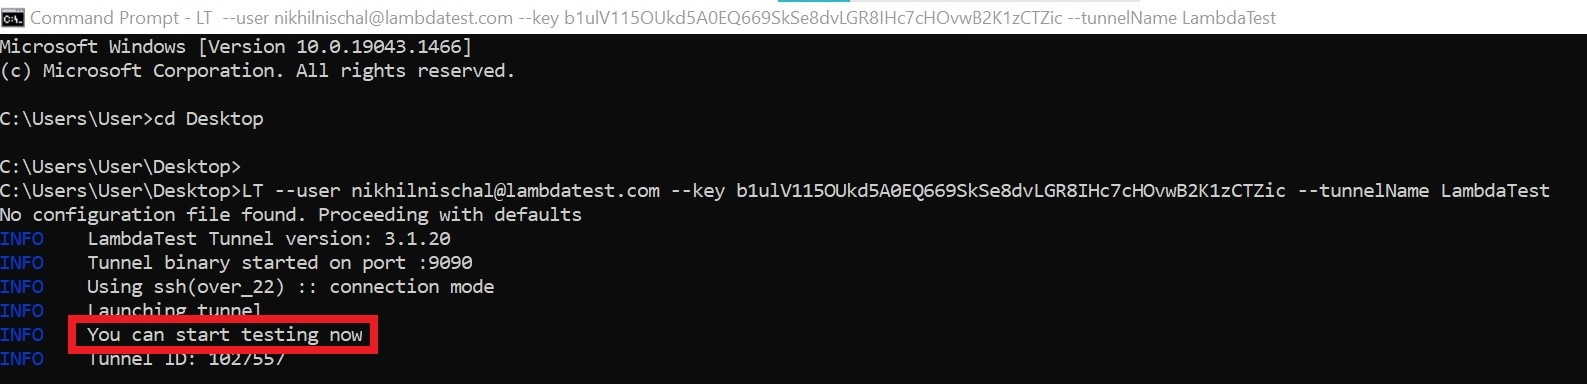 Command Prompt - LT --user nikhilnischal@lambdatest.com --key b1ulV115OUkd5A0EQ669SkSe8dvLGR8IHc7cHOvwB2K1zCTZic --tunnelName LambdaTest
Microsoft Windows [Version 10.0.19043.1466]
(c) Microsoft Corporation. All rights reserved.
C:\Users\User>cd Desktop
C:\Users\User\Desktop>
C:\Users\User\Desktop>LT --user nikhilnischal@lambdatest.com --key b1ulV115OUkd5A0EQ669SkSe8dvLGR8IHc7cHOvwB2K1zCTZic --tunnelName LambdaTest
No configuration file found. Proceeding with defaults
INFO LambdaTest Tunnel version: 3.1.20
INFO Tunnel binary started on port :9090
INFO Using ssh(over_22) :: connection mode
INFO Launching tunnel
INFO You can start testing now
INFO Tunnel ID: 1027557